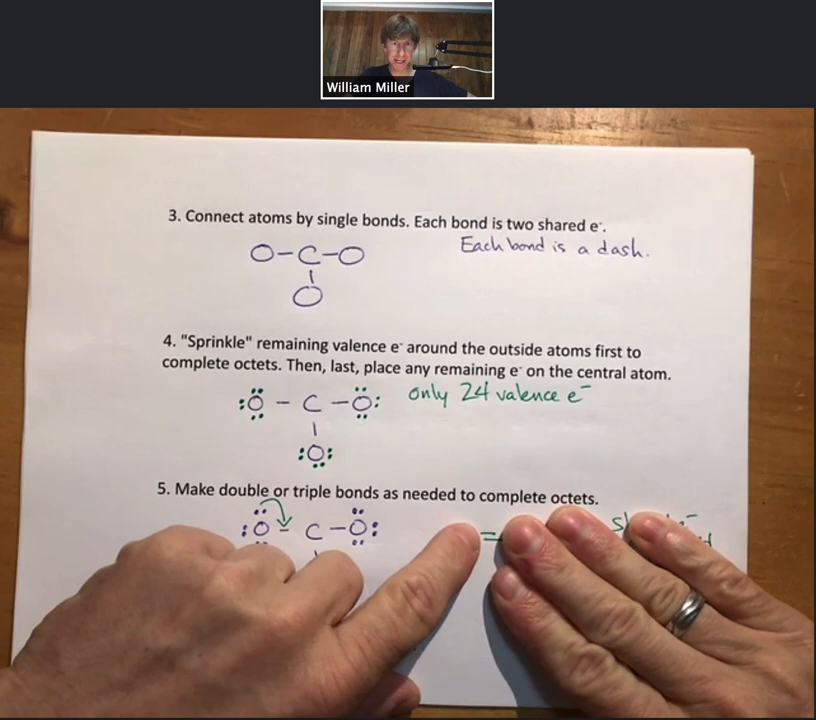 William Miller
3. Connect atoms by single bonds. Each bond is two shared e⁻.
Each bond is a dash.
O–C–O
|
O
4. "Sprinkle" remaining valence e⁻ around the outside atoms first to
complete octets. Then, last, place any remaining e⁻ on the central atom.
:Ö – C –Ö: only 24 valence e⁻
|
:O:
5. Make double or triple bonds as needed to complete octets.
:Ö – C –Ö: =